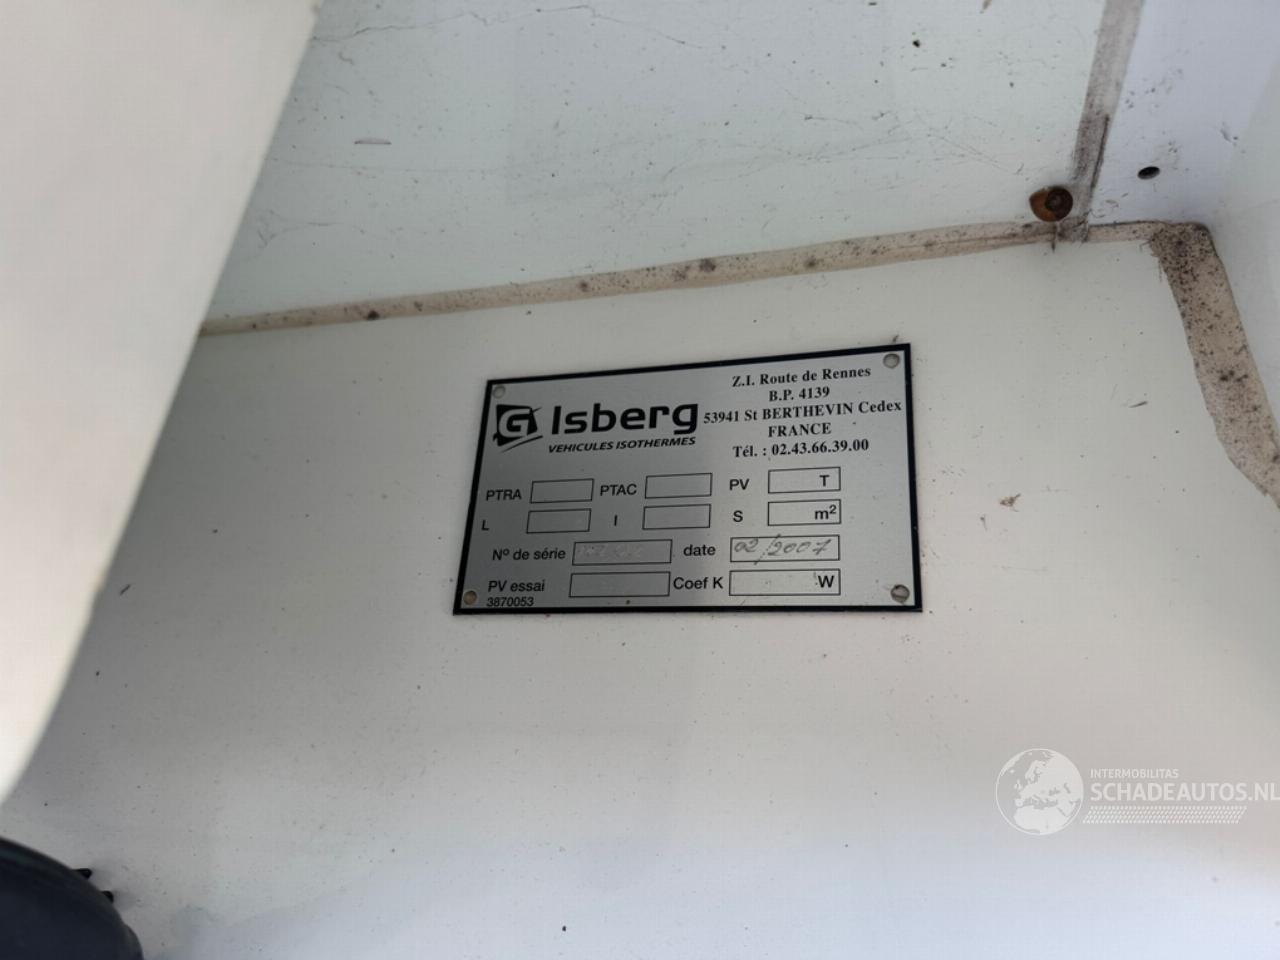 G Isberg
VEHICULES ISOTHERMES
Z.I. Route de Rennes
B.P. 4139
53941 St BERTHEVIN Cedex
FRANCE
Tél. : 02.43.66.39.00
PTRA PTAC PV T
L l S m²
Nº de série date 02/2007
PV essai Coef K W
3870053
INTERMOBILITAS
SCHADEAUTOS.NL